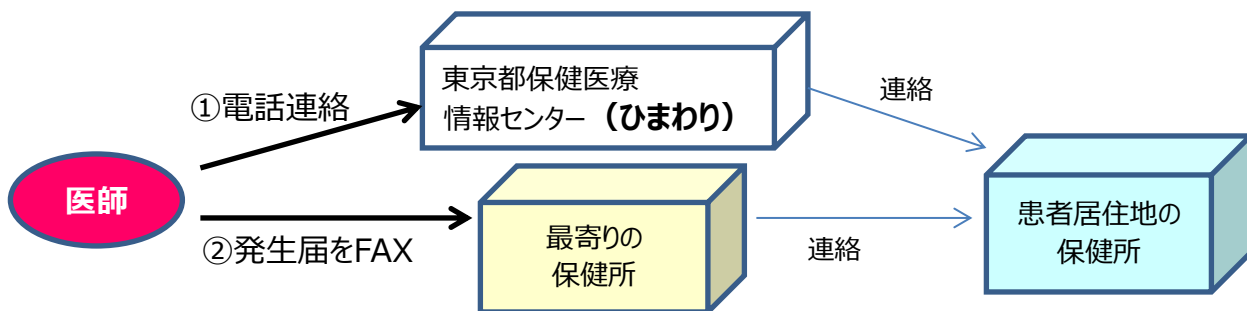 東京都保健医療
情報センター（ひまわり）
①電話連絡
連絡
医師
②発生届をFAX
最寄りの
保健所
連絡
患者居住地の
保健所